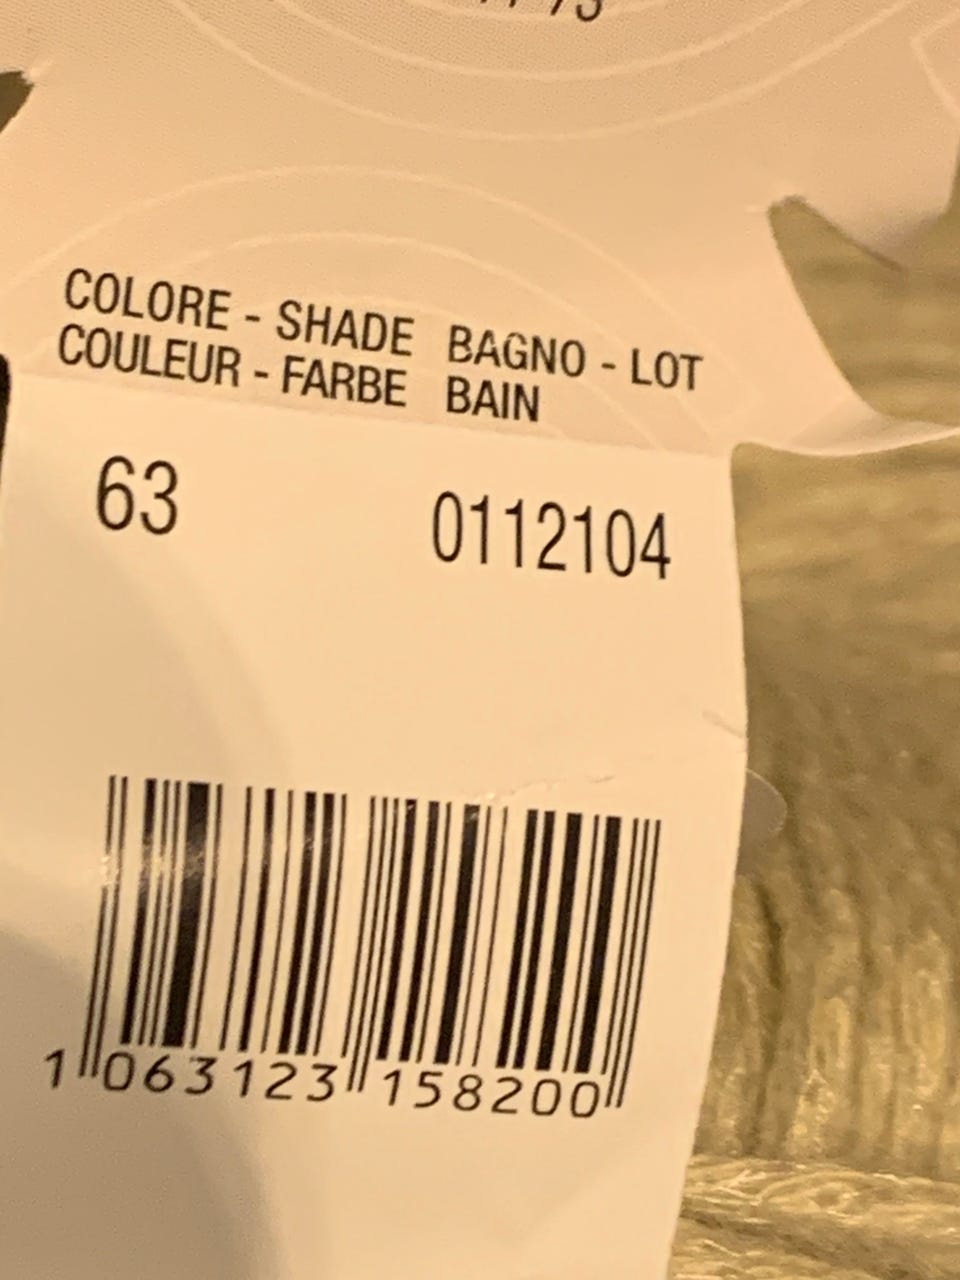 COLORE - SHADE BAGNO - LOT
COULEUR - FARBE BAIN
63 0112104
1 063123 158200